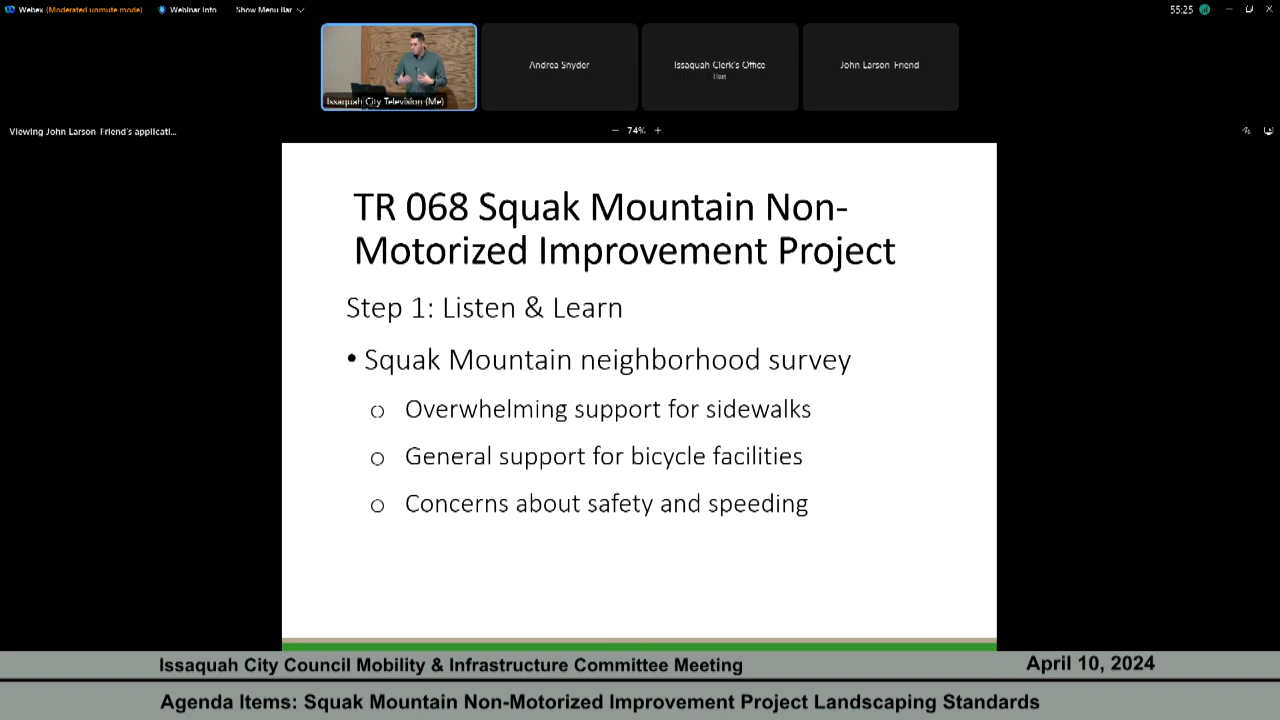 Webex (Moderated unmute mode) Webinar Info Show Menu Bar 55:25
Issaquah City Television (Me)
Andrea Snyder
Issaquah Clerk's Office
Host
John Larson-Friend
Viewing John Larson-Friend's applicati...
74%
TR 068 Squak Mountain Non-
Motorized Improvement Project
Step 1: Listen & Learn
• Squak Mountain neighborhood survey
o Overwhelming support for sidewalks
o General support for bicycle facilities
o Concerns about safety and speeding
Issaquah City Council Mobility & Infrastructure Committee Meeting April 10, 2024
Agenda Items: Squak Mountain Non-Motorized Improvement Project Landscaping Standards